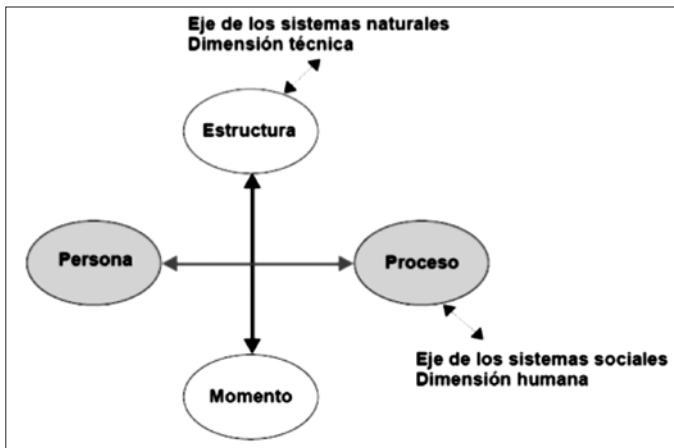 Eje de los sistemas naturales
Dimensión técnica
Estructura
Persona
Proceso
Momento
Eje de los sistemas sociales
Dimensión humana